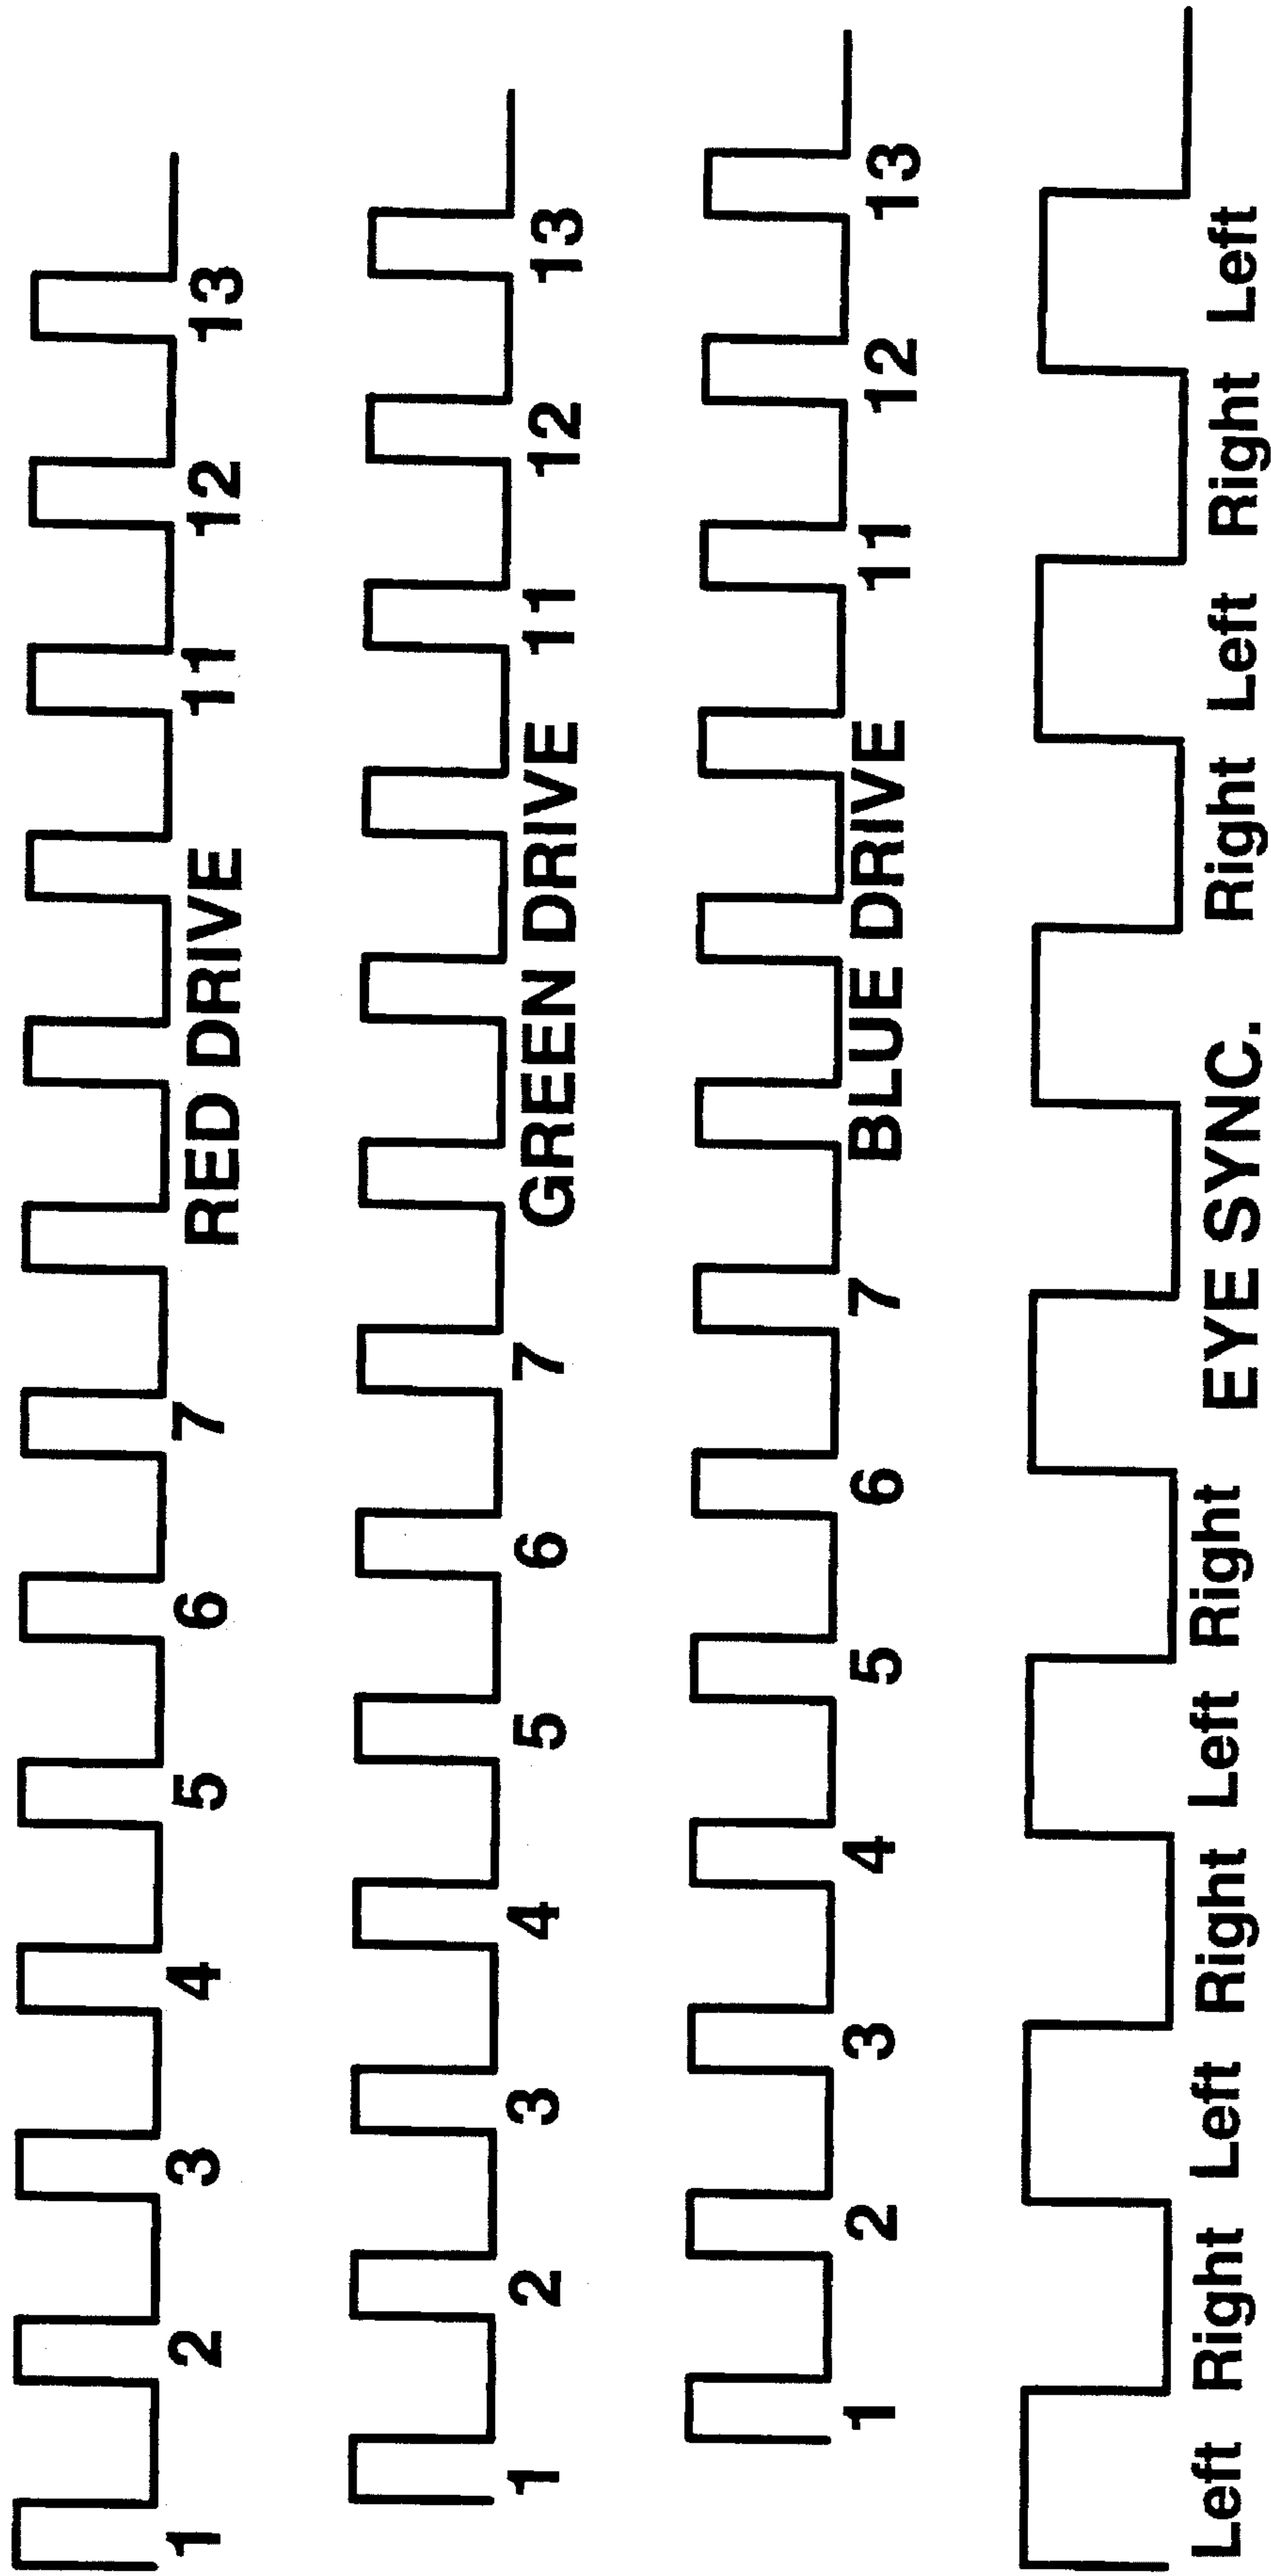 1 2 3 4 5 6 7 RED DRIVE 11 12 13
1 2 3 4 5 6 7 GREEN DRIVE 11 12 13
1 2 3 4 5 6 7 BLUE DRIVE 11 12 13
Left Right Left Right Left Right EYE SYNC. Right Left Right Left